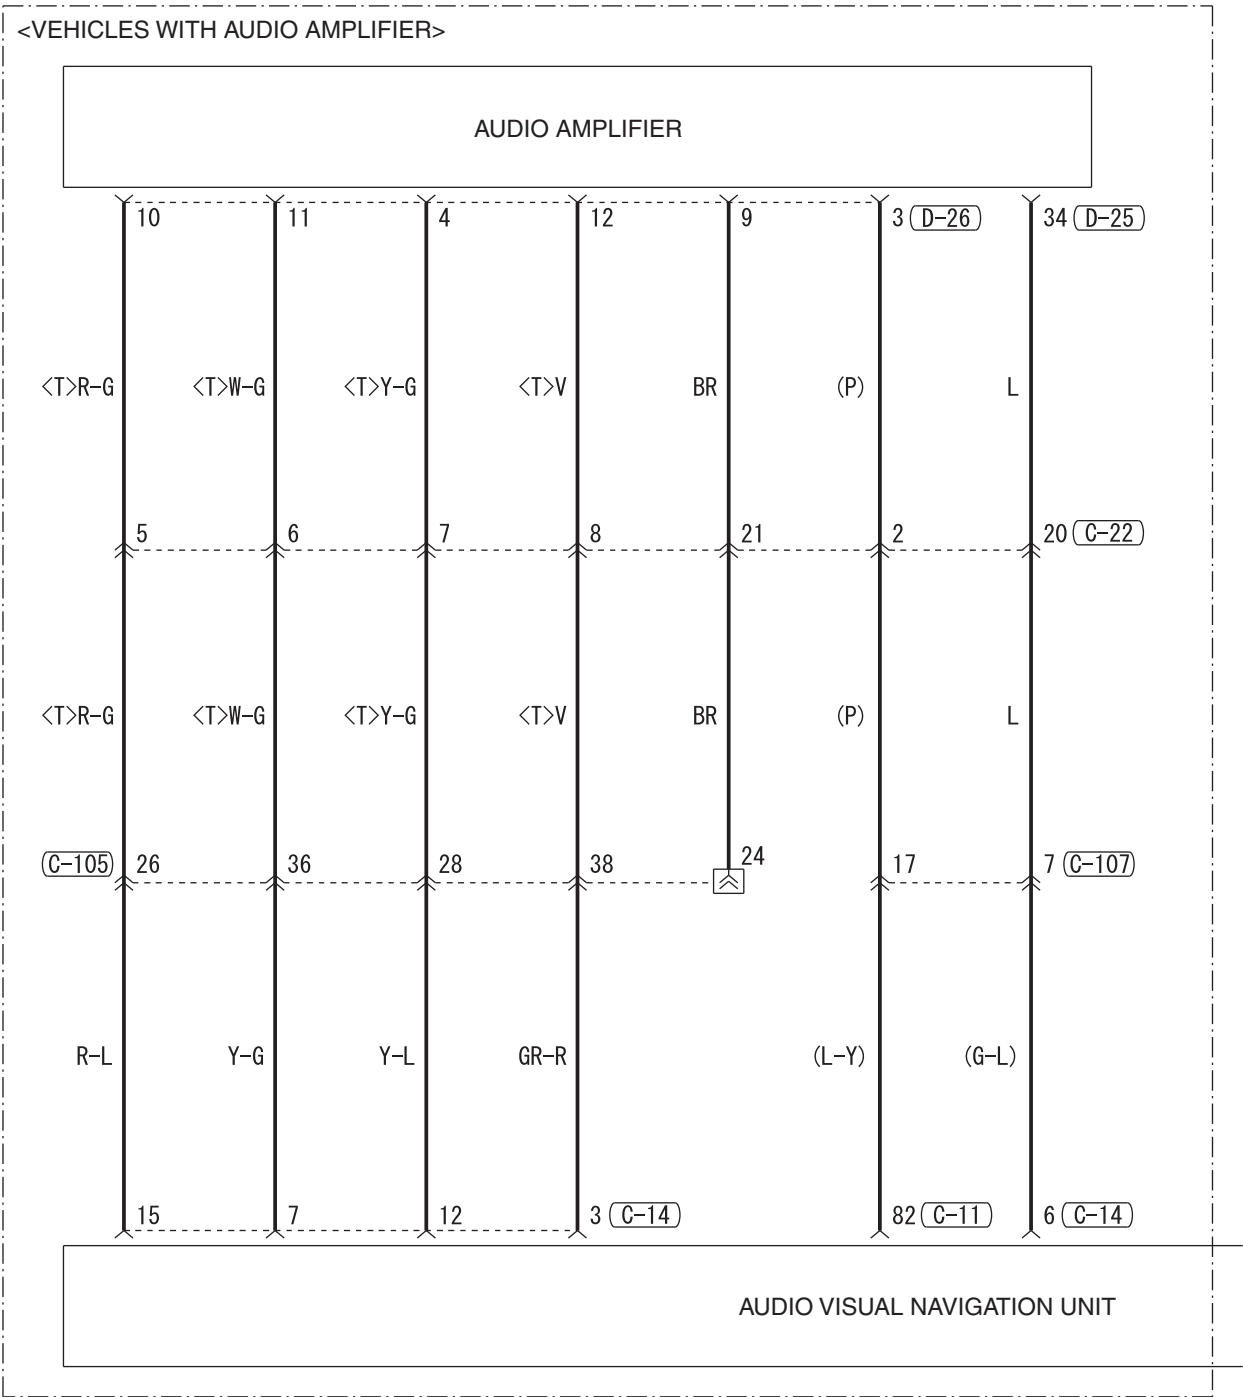 <VEHICLES WITH AUDIO AMPLIFIER>
AUDIO AMPLIFIER
10 11 4 12 9 3 D-26 34 D-25
<T>R-G <T>W-G <T>Y-G <T>V BR (P) L
5 6 7 8 21 2 20 C-22
<T>R-G <T>W-G <T>Y-G <T>V BR (P) L
C-105 26 36 28 38 24 17 7 C-107
R-L Y-G Y-L GR-R (L-Y) (G-L)
15 7 12 3 C-14 82 C-11 6 C-14
AUDIO VISUAL NAVIGATION UNIT